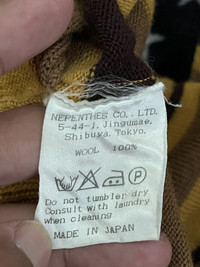 NEPENTHES CO., LTD.
5-44-1, Jingumae,
Shibuya, Tokyo.
WOOL 100%
Do not tumbler dry
Consult with laundry
when cleaning
MADE IN JAPAN